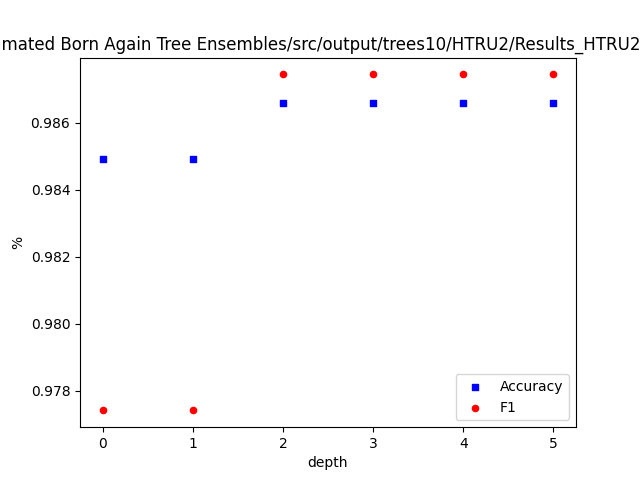 mated Born Again Tree Ensembles/src/output/trees10/HTRU2/Results_HTRU2
0.986
0.984
0.982
0.980
0.978
%
0 1 2 3 4 5
depth
Accuracy
F1